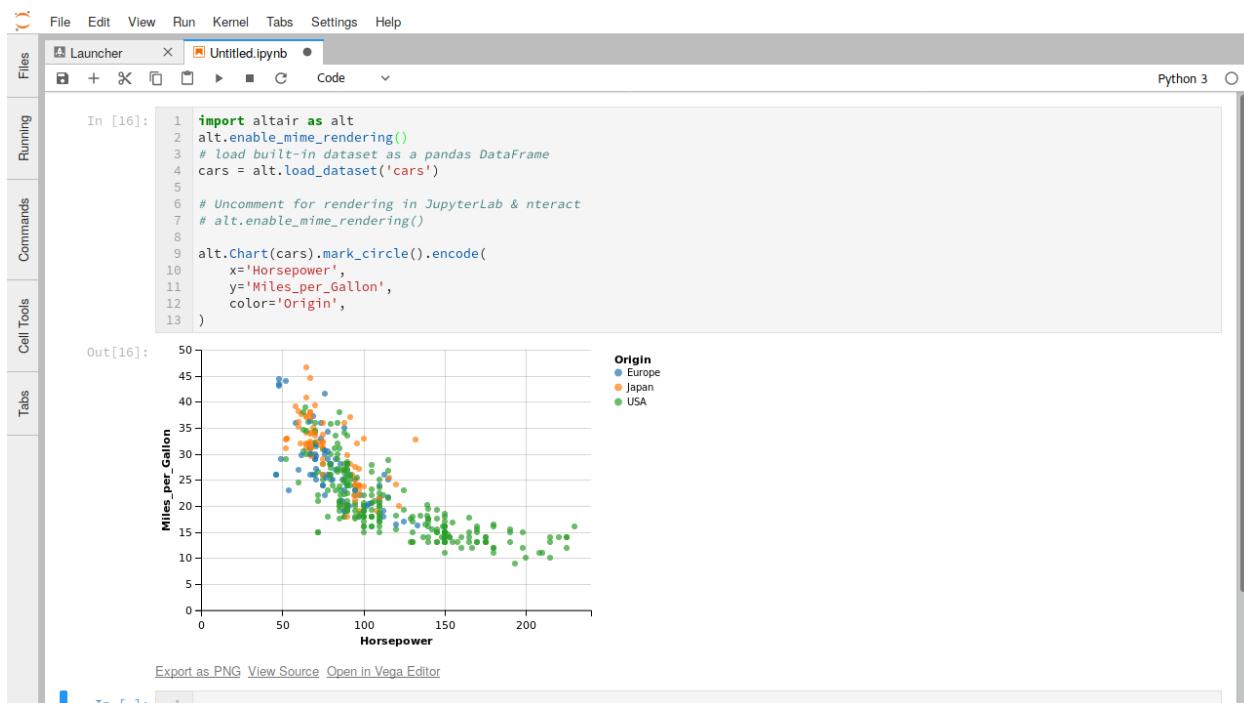 File Edit View Run Kernel Tabs Settings Help
Launcher Untitled.ipynb
Code Python 3
Files
Running
Commands
Cell Tools
Tabs
In [16]:
1 import altair as alt
2 alt.enable_mime_rendering()
3 # load built-in dataset as a pandas DataFrame
4 cars = alt.load_dataset('cars')
5
6 # Uncomment for rendering in JupyterLab & nteract
7 # alt.enable_mime_rendering()
8
9 alt.Chart(cars).mark_circle().encode(
10     x='Horsepower',
11     y='Miles_per_Gallon',
12     color='Origin',
13 )
Out[16]:
50
45
40
35
30
25
20
15
10
5
0
Miles_per_Gallon
0 50 100 150 200
Horsepower
Origin
Europe
Japan
USA
Export as PNG View Source Open in Vega Editor
In [ ]: 1